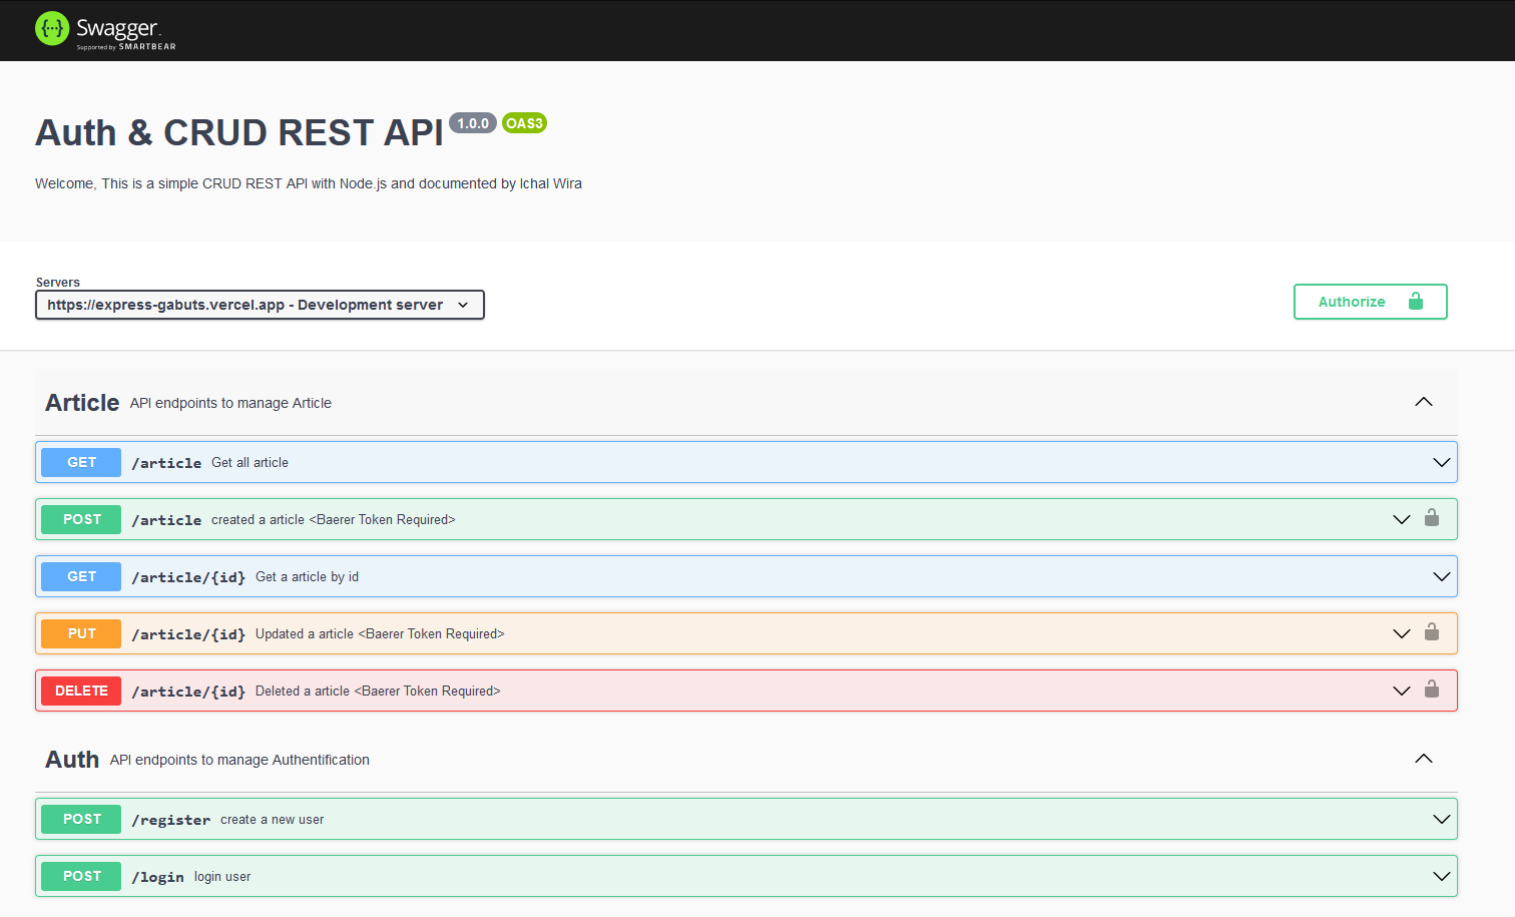 Swagger
Supported by SMARTBEAR
Auth & CRUD REST API 1.0.0 OAS3
Welcome, This is a simple CRUD REST API with Node.js and documented by Ichal Wira
Servers
https://express-gabuts.vercel.app - Development server
Authorize
Article API endpoints to manage Article
GET /article Get all article
POST /article created a article <Baerer Token Required>
GET /article/{id} Get a article by id
PUT /article/{id} Updated a article <Baerer Token Required>
DELETE /article/{id} Deleted a article <Baerer Token Required>
Auth API endpoints to manage Authentification
POST /register create a new user
POST /login login user